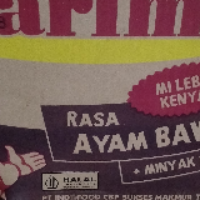 arim
MI LEB
KENYA
RASA
AYAM BAW
+ MINYAK
HALAL
PT INDOFOOD CBP SUKSES MAKMUR T